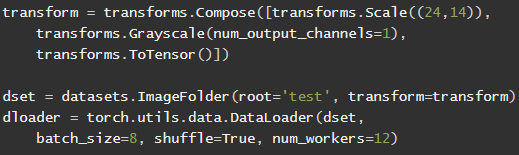 transform = transforms.Compose([transforms.Scale((24,14)),
    transforms.Grayscale(num_output_channels=1),
    transforms.ToTensor()])

dset = datasets.ImageFolder(root='test', transform=transform)
dloader = torch.utils.data.DataLoader(dset,
    batch_size=8, shuffle=True, num_workers=12)